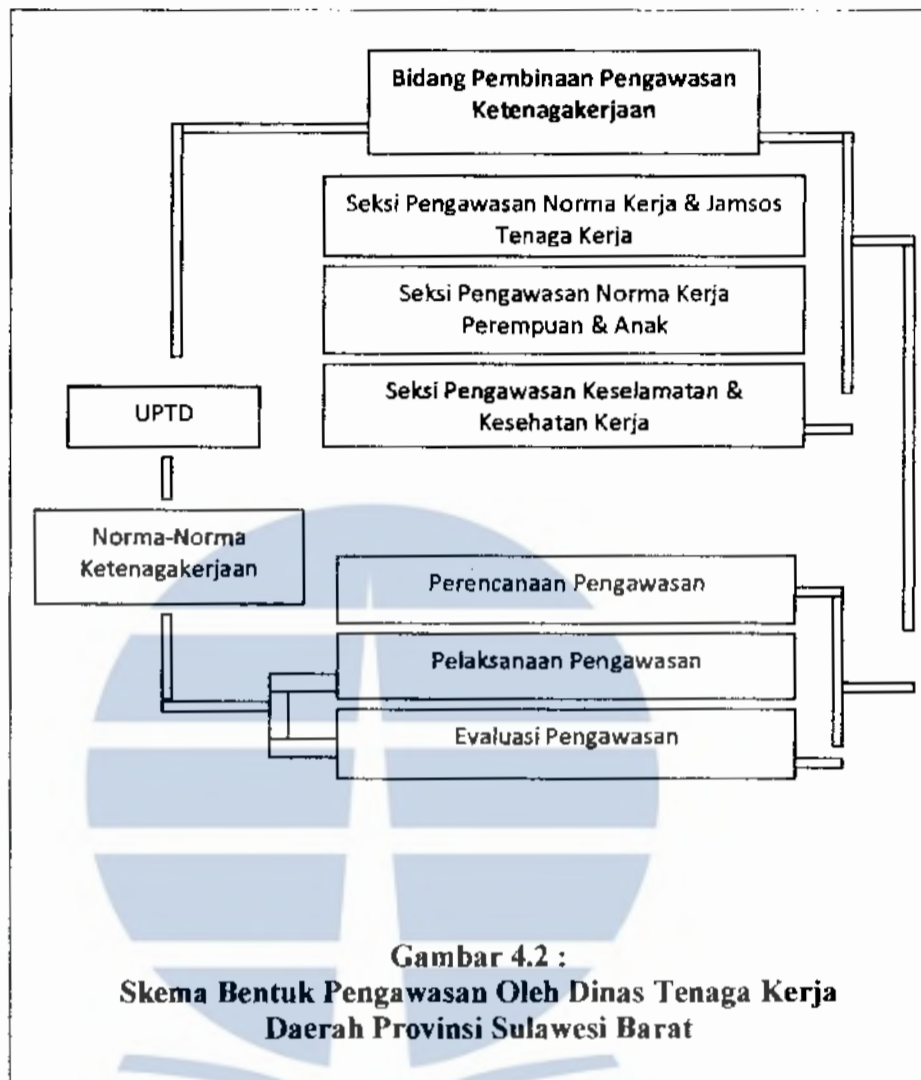 Bidang Pembinaan Pengawasan
Ketenagakerjaan
Seksi Pengawasan Norma Kerja & Jamsos
Tenaga Kerja
Seksi Pengawasan Norma Kerja
Perempuan & Anak
Seksi Pengawasan Keselamatan &
Kesehatan Kerja
UPTD
Norma-Norma
Ketenagakerjaan
Perencanaan Pengawasan
Pelaksanaan Pengawasan
Evaluasi Pengawasan
Gambar 4.2 :
Skema Bentuk Pengawasan Oleh Dinas Tenaga Kerja
Daerah Provinsi Sulawesi Barat